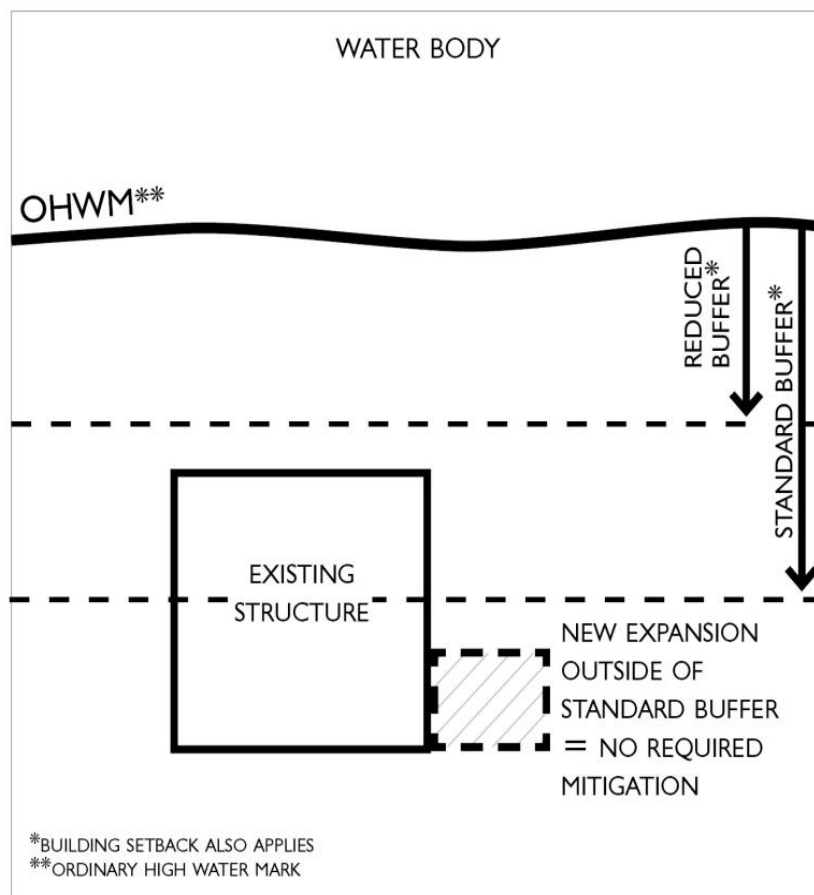 WATER BODY
OHWM**
REDUCED
BUFFER*
STANDARD BUFFER*
EXISTING
STRUCTURE
NEW EXPANSION
OUTSIDE OF
STANDARD BUFFER
= NO REQUIRED
MITIGATION
*BUILDING SETBACK ALSO APPLIES
**ORDINARY HIGH WATER MARK